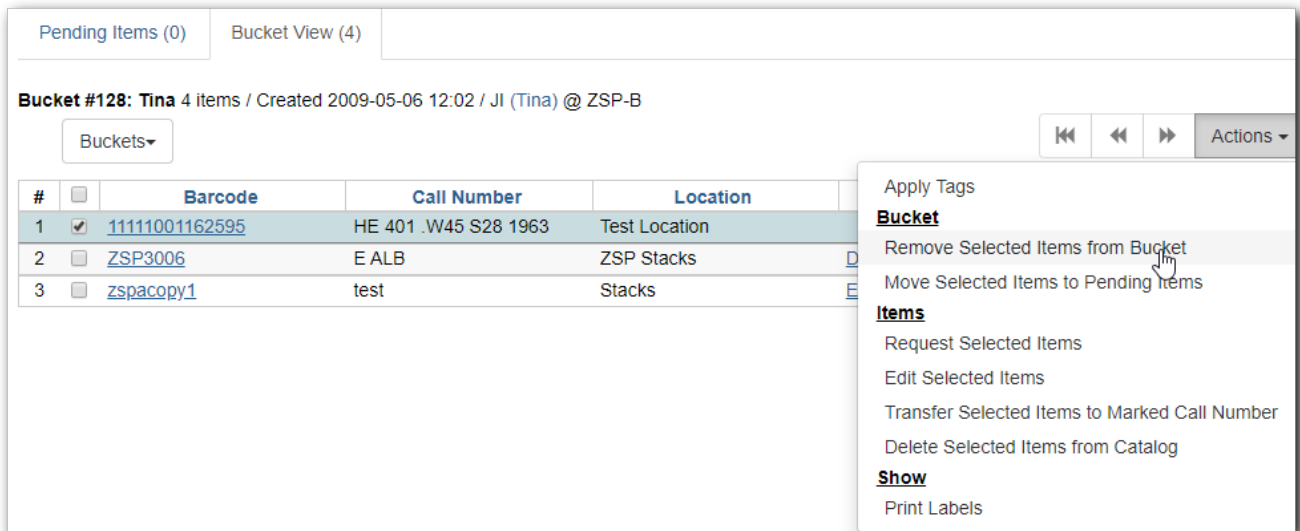 Pending Items (0) Bucket View (4)
Bucket #128: Tina 4 items / Created 2009-05-06 12:02 / JI (Tina) @ ZSP-B
Buckets
Actions
# Barcode Call Number Location
1 11111001162595 HE 401 .W45 S28 1963 Test Location
2 ZSP3006 E ALB ZSP Stacks D
3 zspacopy1 test Stacks E
Apply Tags
Bucket
Remove Selected Items from Bucket
Move Selected Items to Pending Items
Items
Request Selected Items
Edit Selected Items
Transfer Selected Items to Marked Call Number
Delete Selected Items from Catalog
Show
Print Labels